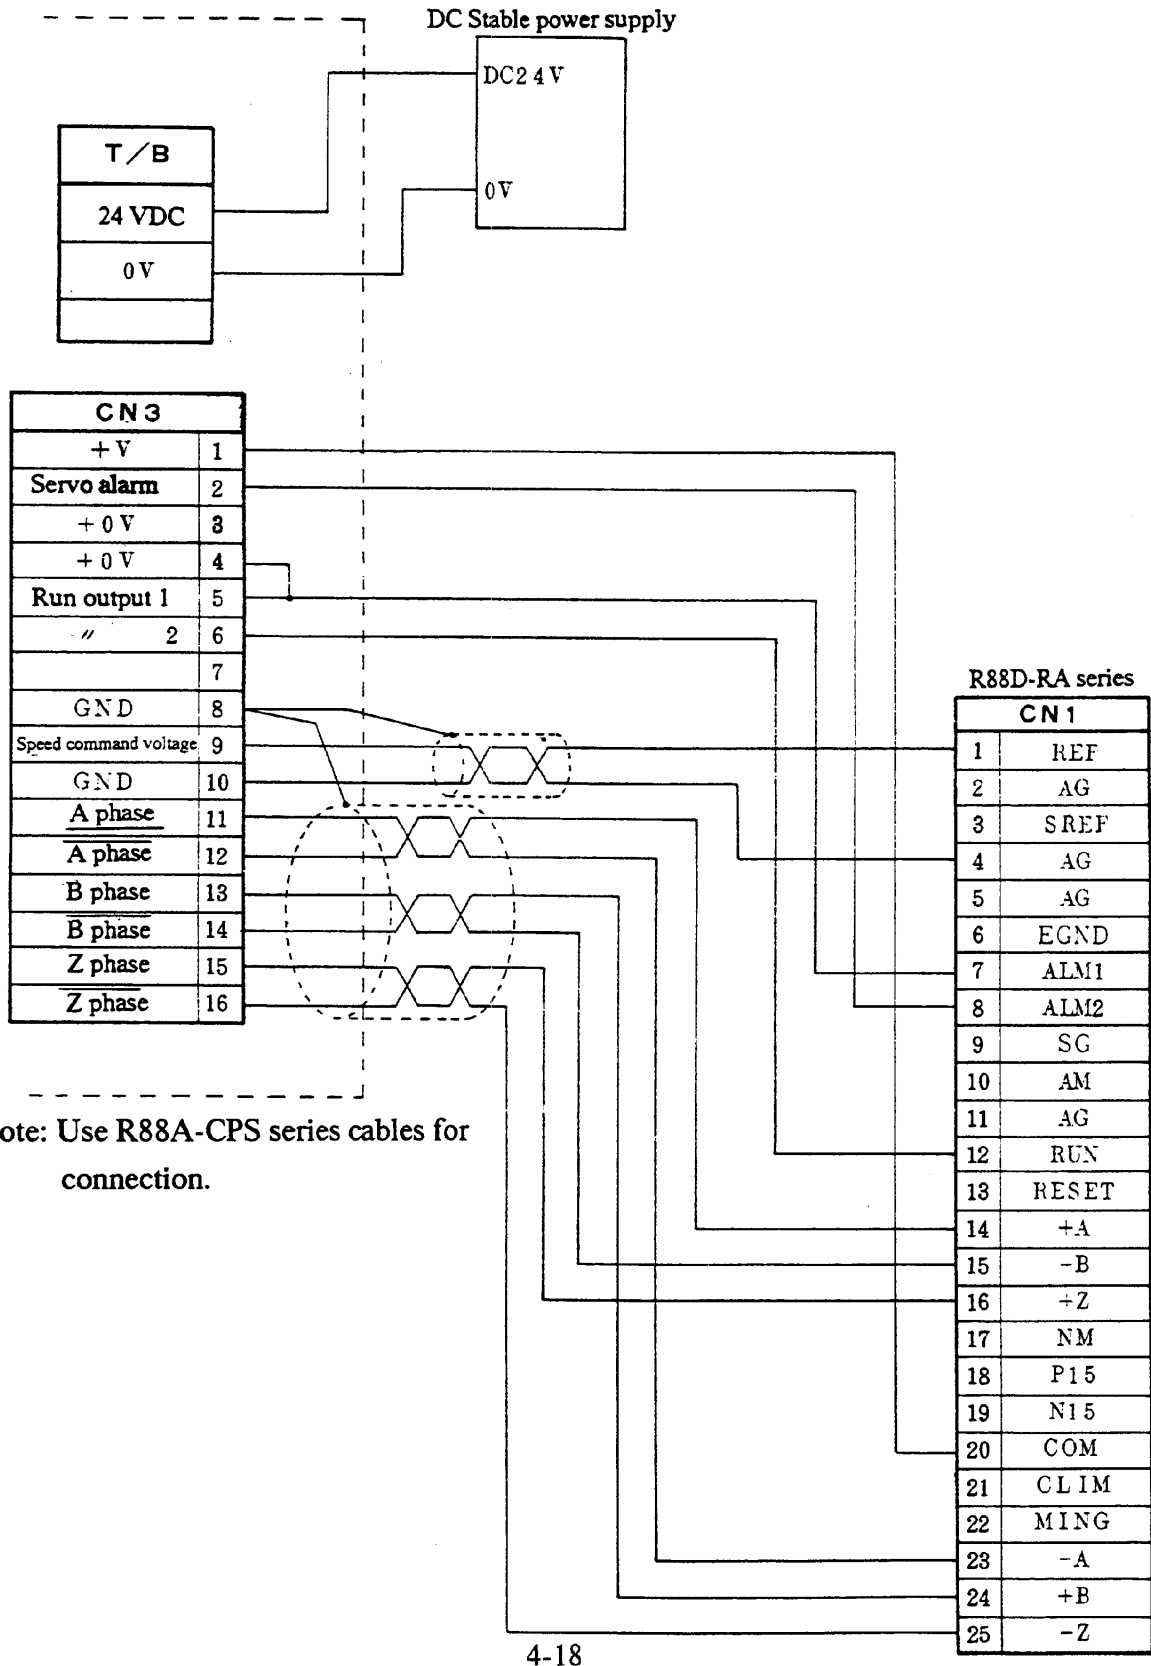 DC Stable power supply
DC24V
0V
T/B
24 VDC
0V
CN3
+V 1
Servo alarm 2
+0V 3
+0V 4
Run output 1 5
〃 2 6
7
GND 8
Speed command voltage 9
GND 10
A phase 11
A phase 12
B phase 13
B phase 14
Z phase 15
Z phase 16
ote: Use R88A-CPS series cables for
connection.
R88D-RA series
CN1
1 REF
2 AG
3 SREF
4 AG
5 AG
6 EGND
7 ALM1
8 ALM2
9 SG
10 AM
11 AG
12 RUN
13 RESET
14 +A
15 -B
16 +Z
17 NM
18 P15
19 N15
20 COM
21 CLIM
22 MING
23 -A
24 +B
25 -Z
4-18